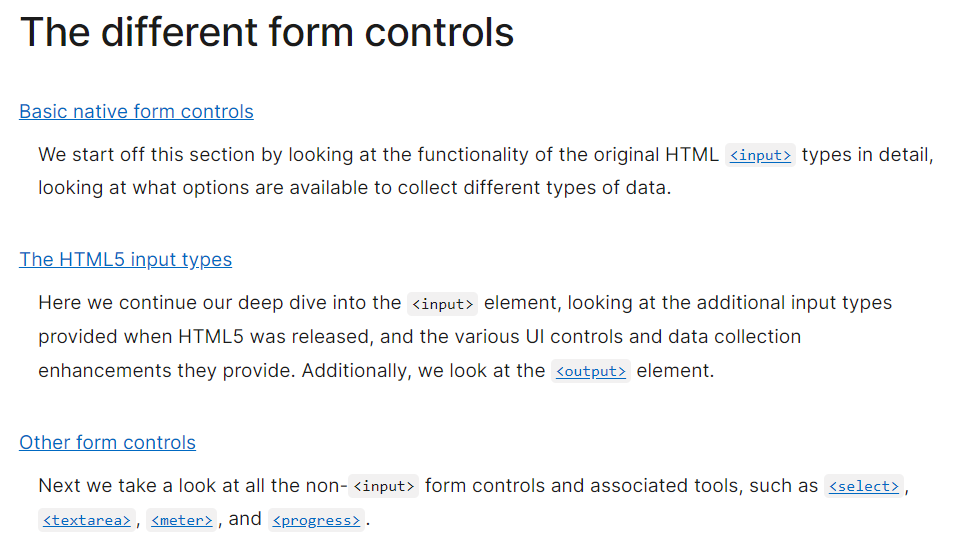 The different form controls
Basic native form controls
We start off this section by looking at the functionality of the original HTML <input> types in detail,
looking at what options are available to collect different types of data.
The HTML5 input types
Here we continue our deep dive into the <input> element, looking at the additional input types
provided when HTML5 was released, and the various UI controls and data collection
enhancements they provide. Additionally, we look at the <output> element.
Other form controls
Next we take a look at all the non-<input> form controls and associated tools, such as <select>,
<textarea>, <meter>, and <progress>.